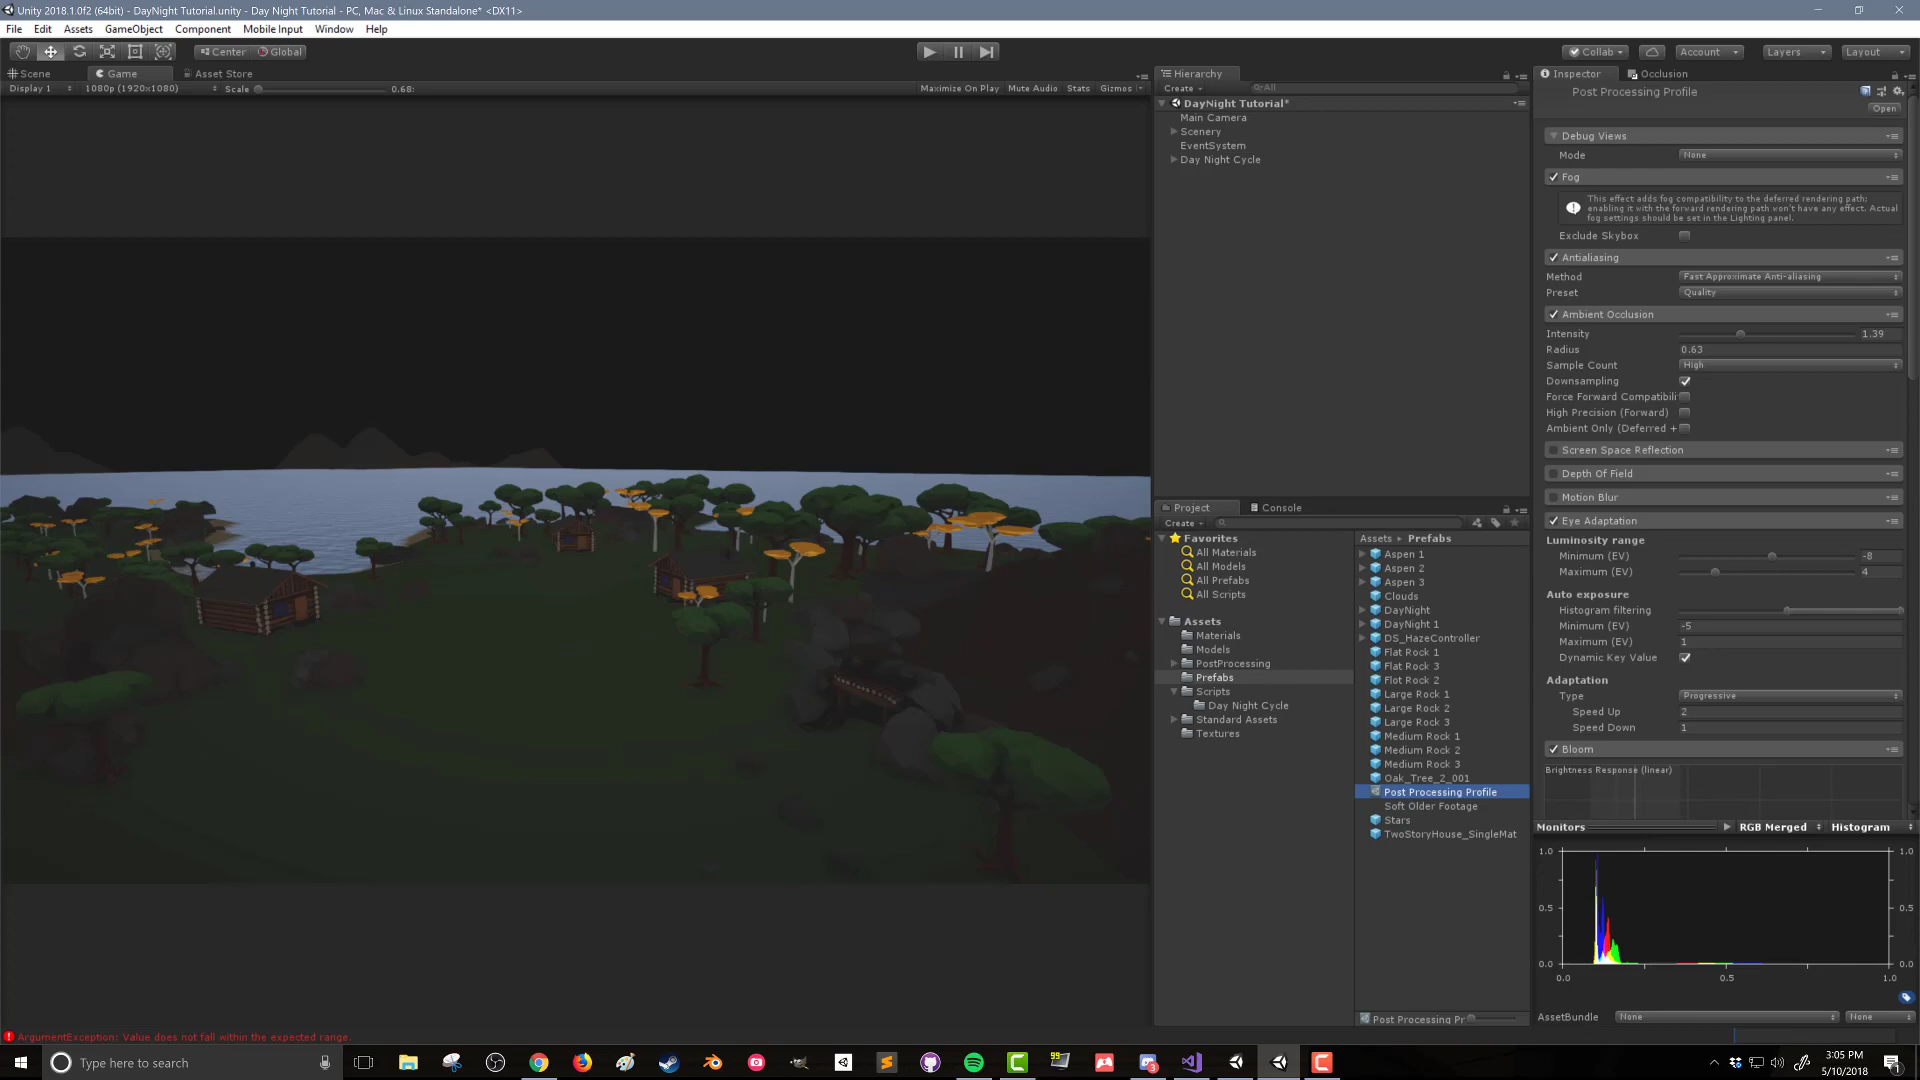 Unity 2018.1.0f2 (64bit) - DayNight Tutorial.unity - Day Night Tutorial - PC, Mac & Linux Standalone* <DX11>
File Edit Assets GameObject Component Mobile Input Window Help
Center Global
Collab Account Layers Layout
Scene Game Asset Store
Display 1 1080p (1920x1080) Scale 0.68: Maximize On Play Mute Audio Stats Gizmos
Hierarchy
Create All
DayNight Tutorial*
Main Camera
Scenery
EventSystem
Day Night Cycle
Project Console
Create
Favorites
All Materials
All Models
All Prefabs
All Scripts
Assets
Materials
Models
PostProcessing
Prefabs
Scripts
Day Night Cycle
Standard Assets
Textures
Assets Prefabs
Aspen 1
Aspen 2
Aspen 3
Clouds
DayNight
DayNight 1
DS_HazeController
Flat Rock 1
Flat Rock 3
Flot Rock 2
Large Rock 1
Large Rock 2
Large Rock 3
Medium Rock 1
Medium Rock 2
Medium Rock 3
Oak_Tree_2_001
Post Processing Profile
Soft Older Footage
Stars
TwoStoryHouse_SingleMat
Post Processing Pr
Inspector Occlusion
Post Processing Profile
Open
Debug Views
Mode None
Fog
This effect adds fog compatibility to the deferred rendering path;
enabling it with the forward rendering path won't have any effect. Actual
fog settings should be set in the Lighting panel.
Exclude Skybox
Antialiasing
Method Fast Approximate Anti-aliasing
Preset Quality
Ambient Occlusion
Intensity 1.39
Radius 0.63
Sample Count High
Downsampling
Force Forward Compatibili
High Precision (Forward)
Ambient Only (Deferred +
Screen Space Reflection
Depth Of Field
Motion Blur
Eye Adaptation
Luminosity range
Minimum (EV) -8
Maximum (EV) 4
Auto exposure
Histogram filtering
Minimum (EV) -5
Maximum (EV) 1
Dynamic Key Value
Adaptation
Type Progressive
Speed Up 2
Speed Down 1
Bloom
Brightness Response (linear)
Monitors RGB Merged Histogram
1.0 1.0
0.5 0.5
0.0 0.0
0.0 0.5 1.0
AssetBundle None None
ArgumentException: Value does not fall within the expected range.
Type here to search
99
3
3:05 PM
5/10/2018
1